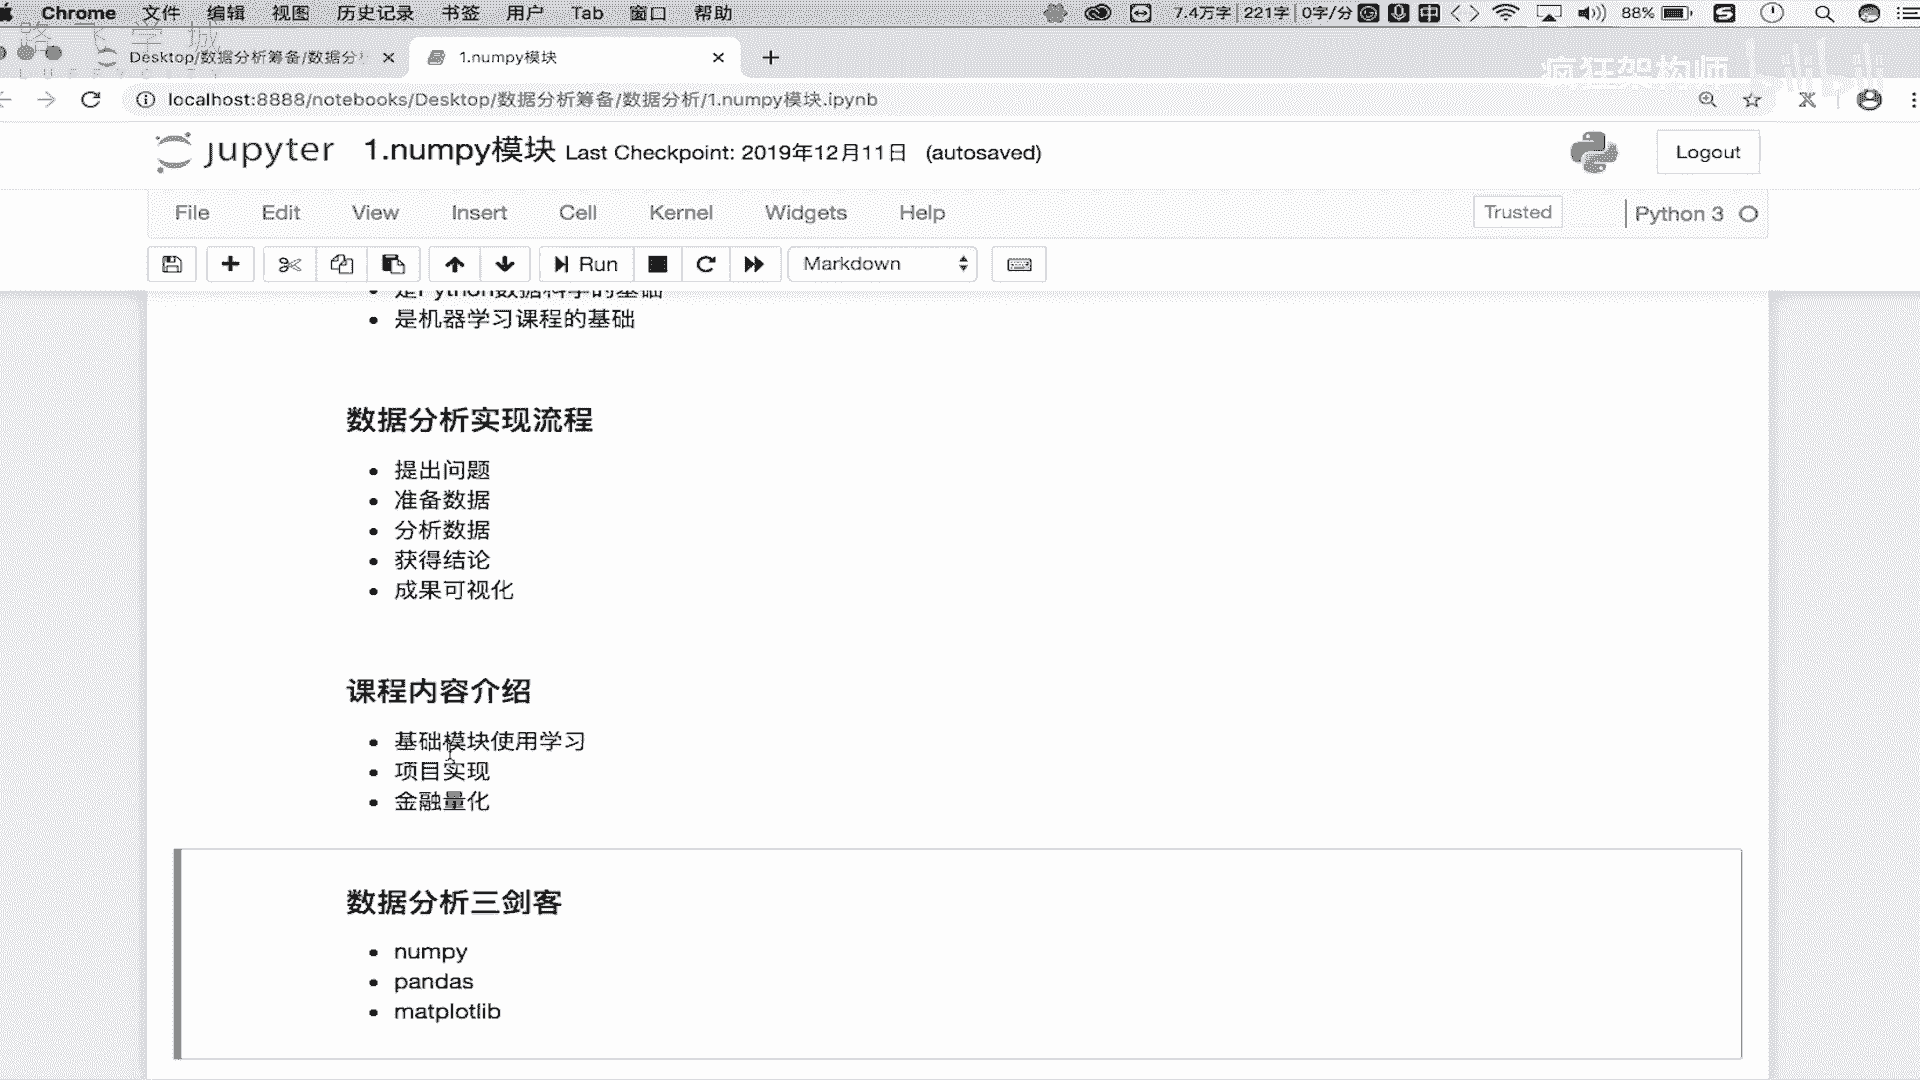 Chrome 文件 编辑 视图 历史记录 书签 用户 Tab 窗口 帮助 7.4万字 221字 0字/分 中 88%
Desktop/数据分析筹备/数据分析 1.numpy模块
疯狂架构师 bilibili
localhost:8888/notebooks/Desktop/数据分析筹备/数据分析/1.numpy模块.ipynb
jupyter 1.numpy模块 Last Checkpoint: 2019年12月11日 (autosaved) Logout
File Edit View Insert Cell Kernel Widgets Help Trusted Python 3
Run Markdown
是Python数据科学的基础
是机器学习课程的基础
数据分析实现流程
提出问题
准备数据
分析数据
获得结论
成果可视化
课程内容介绍
基础模块使用学习
项目实现
金融量化
数据分析三剑客
numpy
pandas
matplotlib